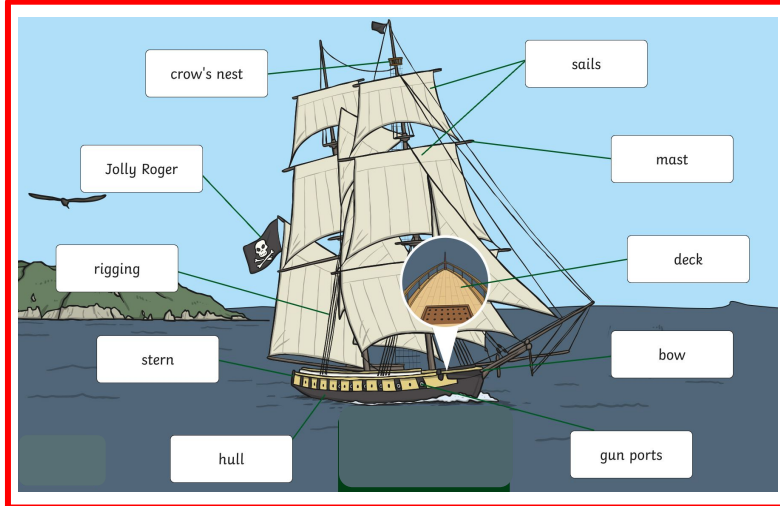 crow's nest
sails
Jolly Roger
mast
rigging
deck
stern
bow
hull
gun ports